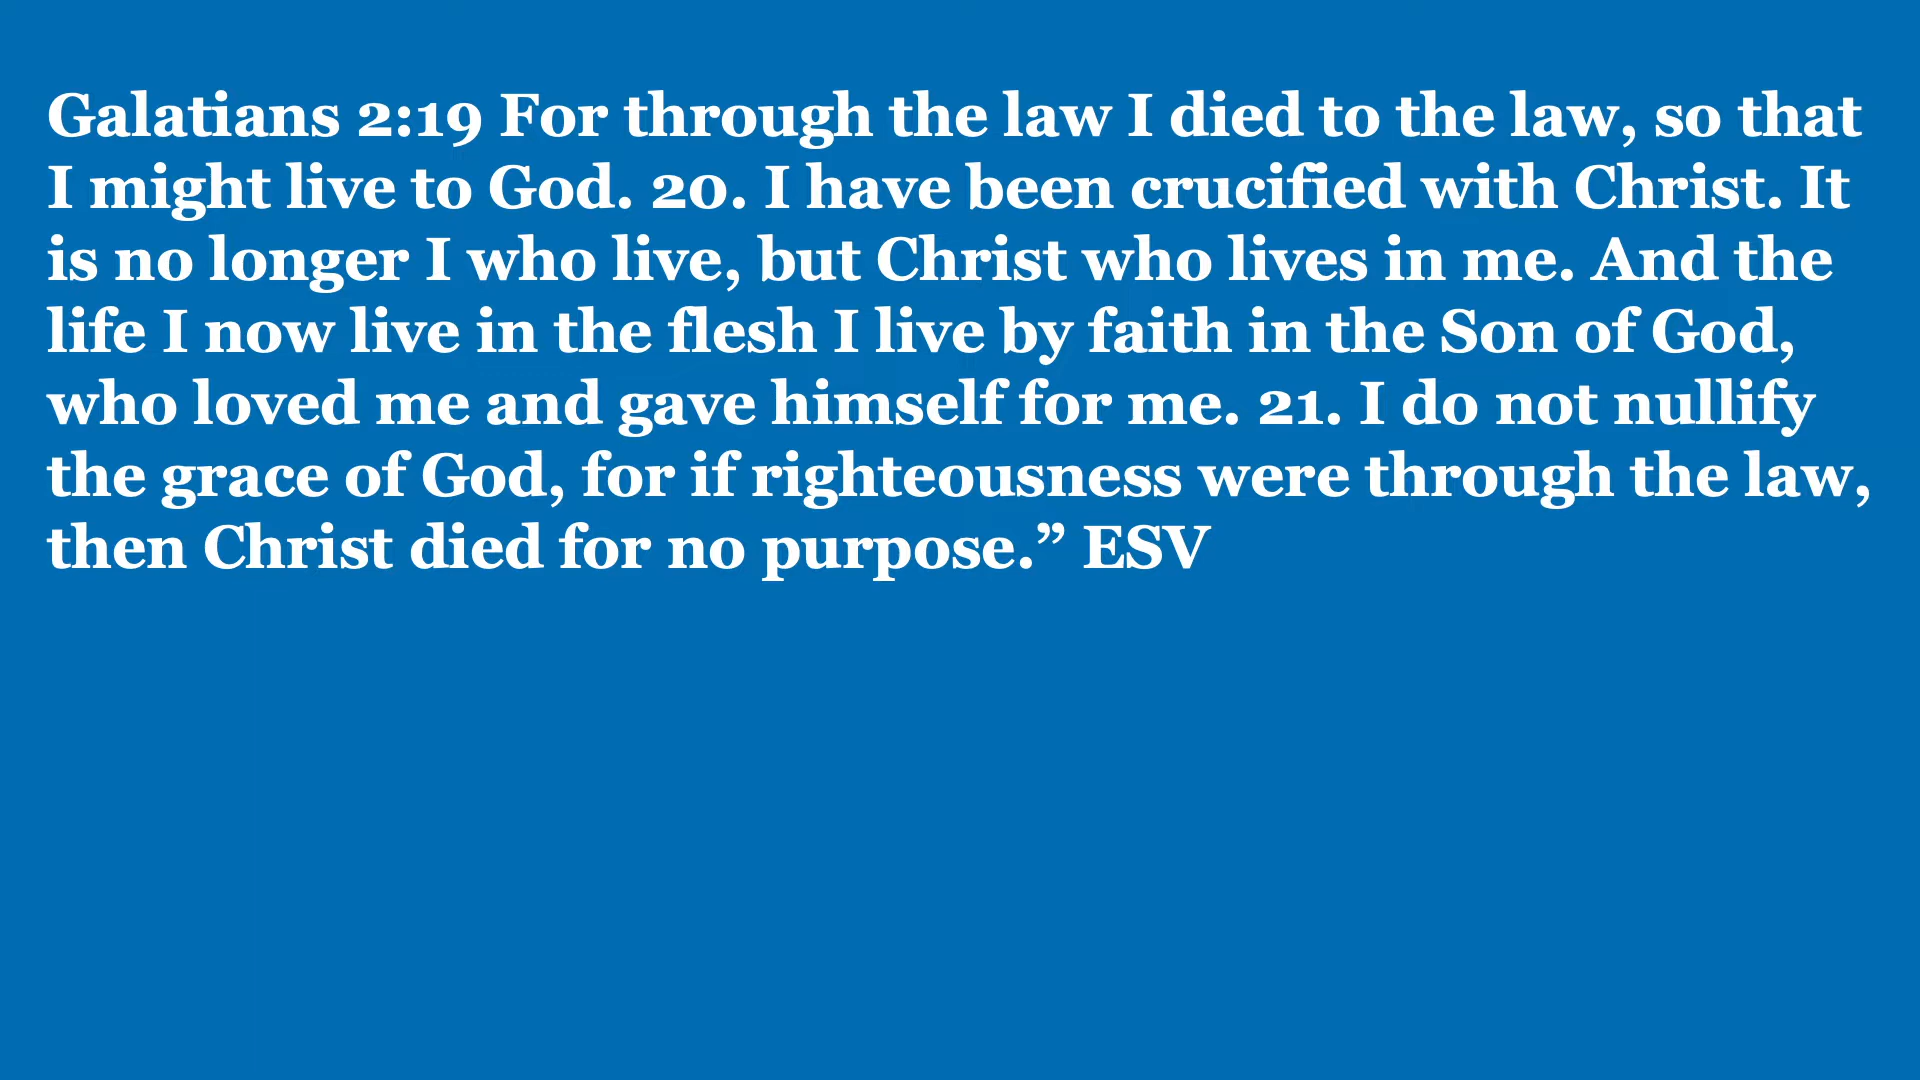 Galatians 2:19 For through the law I died to the law, so that
I might live to God. 20. I have been crucified with Christ. It
is no longer I who live, but Christ who lives in me. And the
life I now live in the flesh I live by faith in the Son of God,
who loved me and gave himself for me. 21. I do not nullify
the grace of God, for if righteousness were through the law,
then Christ died for no purpose.” ESV